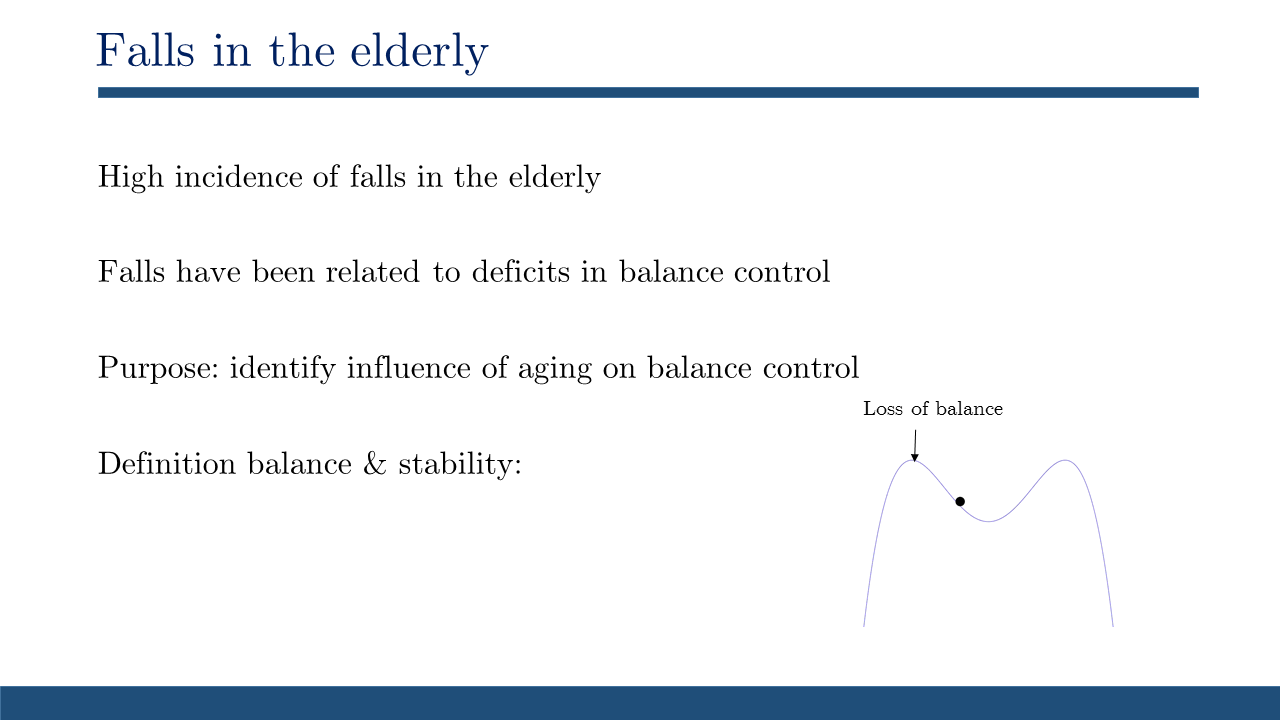 Falls in the elderly
High incidence of falls in the elderly
Falls have been related to deficits in balance control
Purpose: identify influence of aging on balance control
Loss of balance
Definition balance & stability: